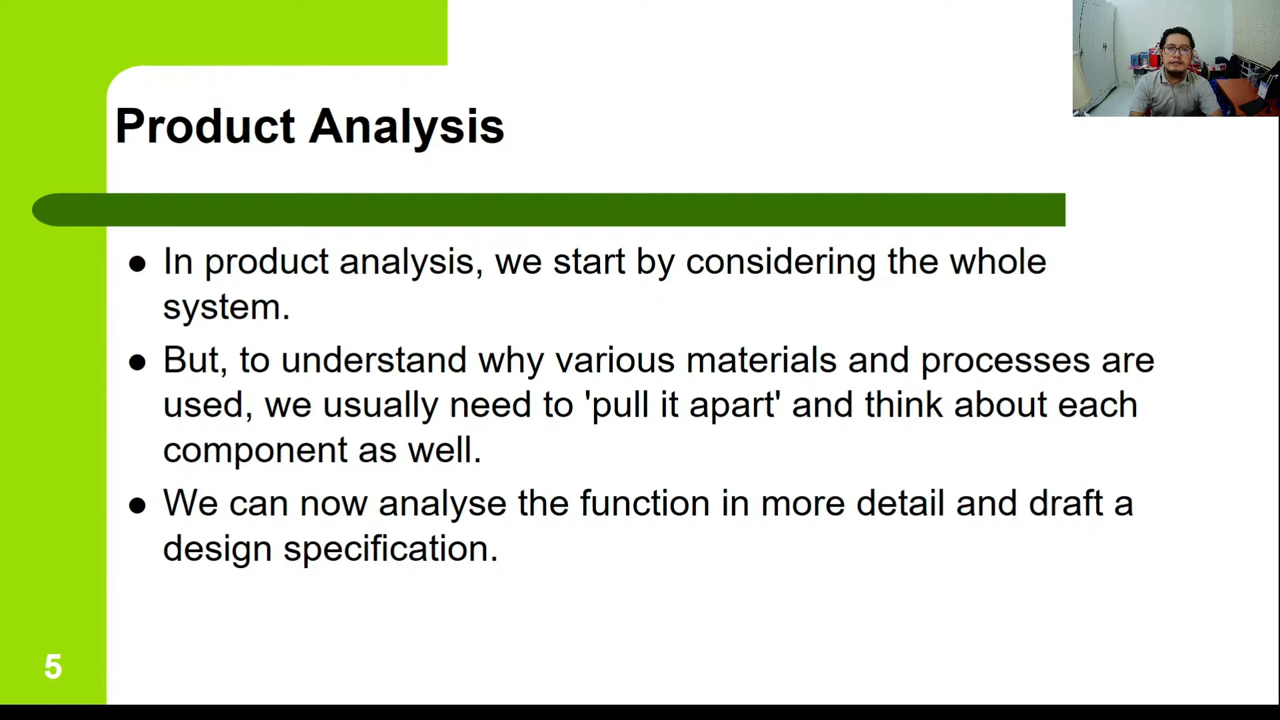 Product Analysis
● In product analysis, we start by considering the whole
system.
● But, to understand why various materials and processes are
used, we usually need to 'pull it apart' and think about each
component as well.
● We can now analyse the function in more detail and draft a
design specification.
5